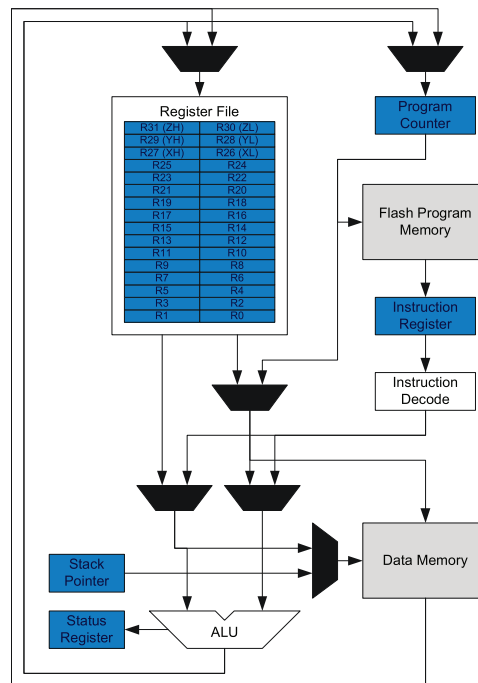 Register File
R31 (ZH) R30 (ZL)
R29 (YH) R28 (YL)
R27 (XH) R26 (XL)
R25 R24
R23 R22
R21 R20
R19 R18
R17 R16
R15 R14
R13 R12
R11 R10
R9 R8
R7 R6
R5 R4
R3 R2
R1 R0
Program
Counter
Flash Program
Memory
Instruction
Register
Instruction
Decode
Data Memory
Stack
Pointer
Status
Register
ALU